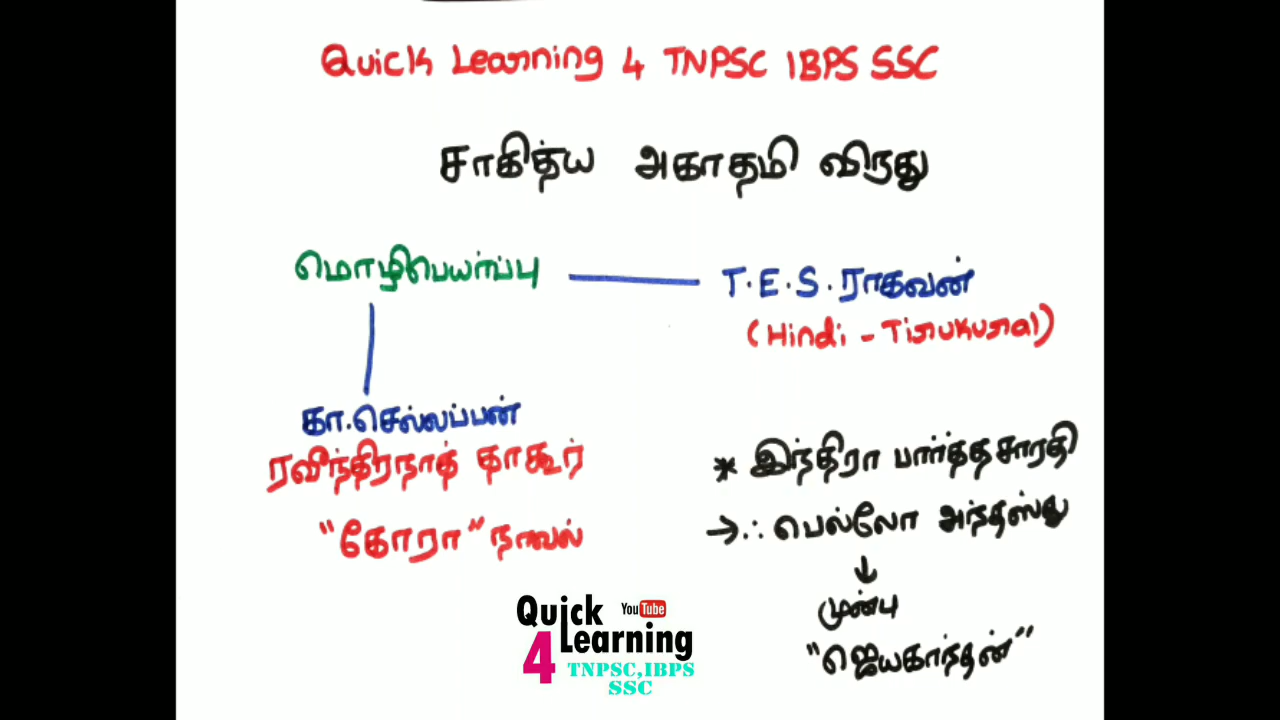 Quick Learning 4 TNPSC IBPS SSC
சாகித்ய அகாதமி விருது
மொழிபெயர்ப்பு
T.E.S. ராகவன்
(Hindi - Tirukural)
கா.செல்லப்பன்
ரவீந்திரநாத் தாகூர்
"கோரா" நாவல்
* இந்திரா பார்த்தசாரதி
→ ஃபெல்லோ அந்தஸ்து
↓
முன்பு
"ஜெயகாந்தன்"
Quick YouTube
4 Learning
TNPSC,IBPS
SSC